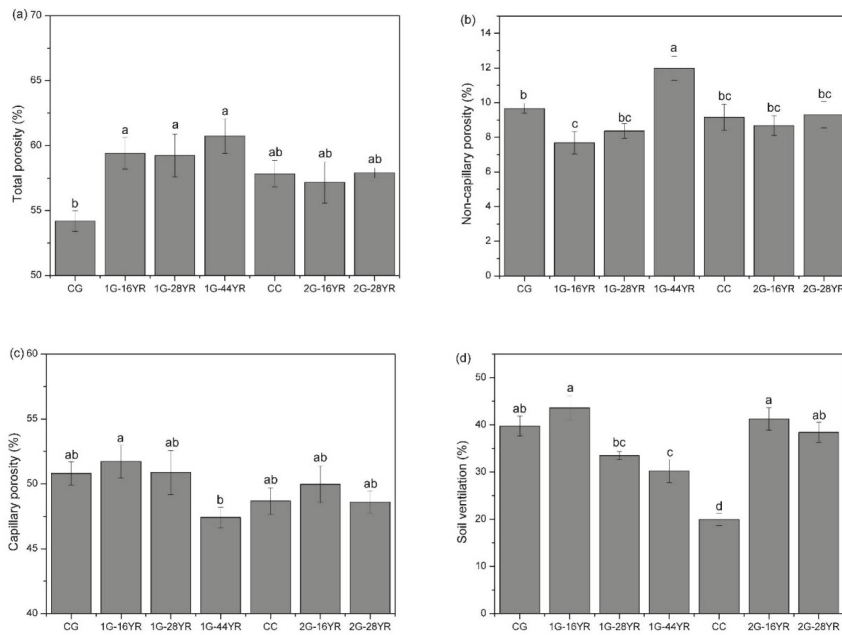 (a)
70
65
60
55
50
Total porosity (%)
b
a
a
a
ab
ab
ab
CG
1G-16YR
1G-28YR
1G-44YR
CC
2G-16YR
2G-28YR
(b)
14
12
10
8
6
4
2
0
Non-capillary porosity (%)
b
c
bc
a
bc
bc
bc
CG
1G-16YR
1G-28YR
1G-44YR
CC
2G-16YR
2G-28YR
(c)
60
55
50
45
40
Capillary porosity (%)
ab
a
ab
b
ab
ab
ab
CG
1G-16YR
1G-28YR
1G-44YR
CC
2G-16YR
2G-28YR
(d)
50
40
30
20
10
0
Soil ventilation (%)
ab
a
bc
c
d
a
ab
CG
1G-16YR
1G-28YR
1G-44YR
CC
2G-16YR
2G-28YR